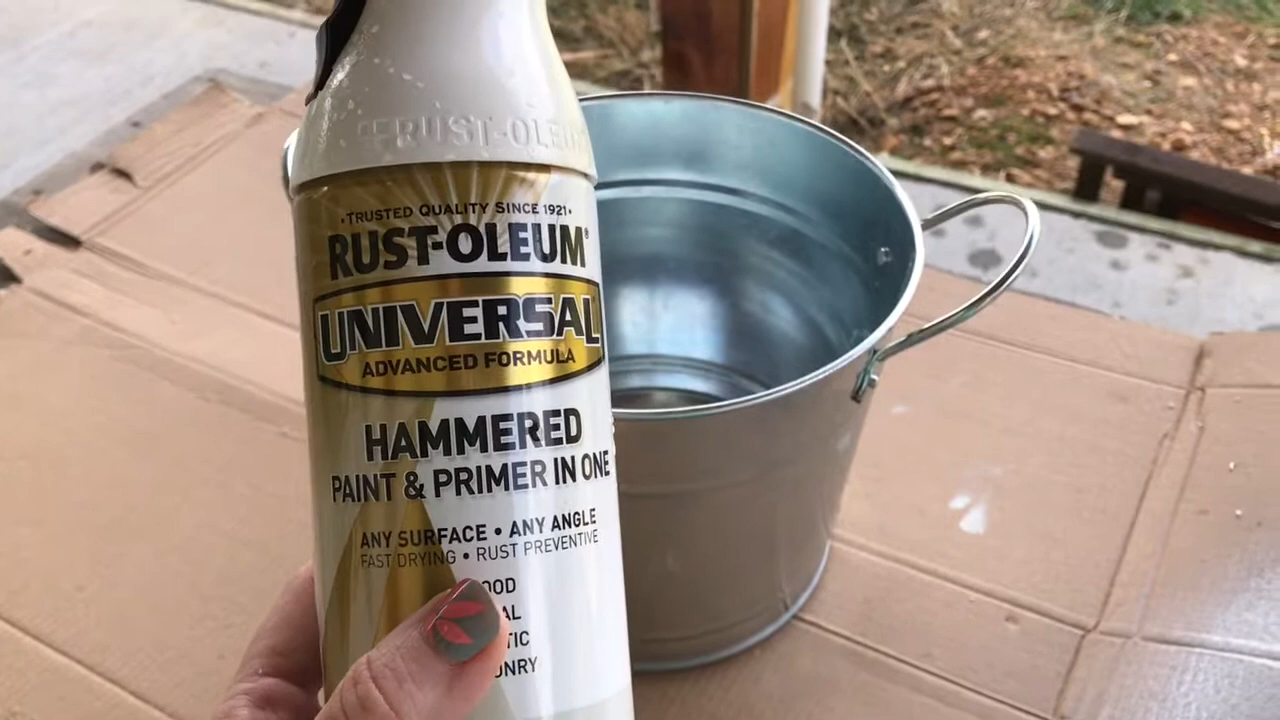 RUST-OLEUM
•TRUSTED QUALITY SINCE 1921•
RUST-OLEUM®
UNIVERSAL
ADVANCED FORMULA
HAMMERED
PAINT & PRIMER IN ONE
ANY SURFACE • ANY ANGLE
FAST DRYING • RUST PREVENTIVE